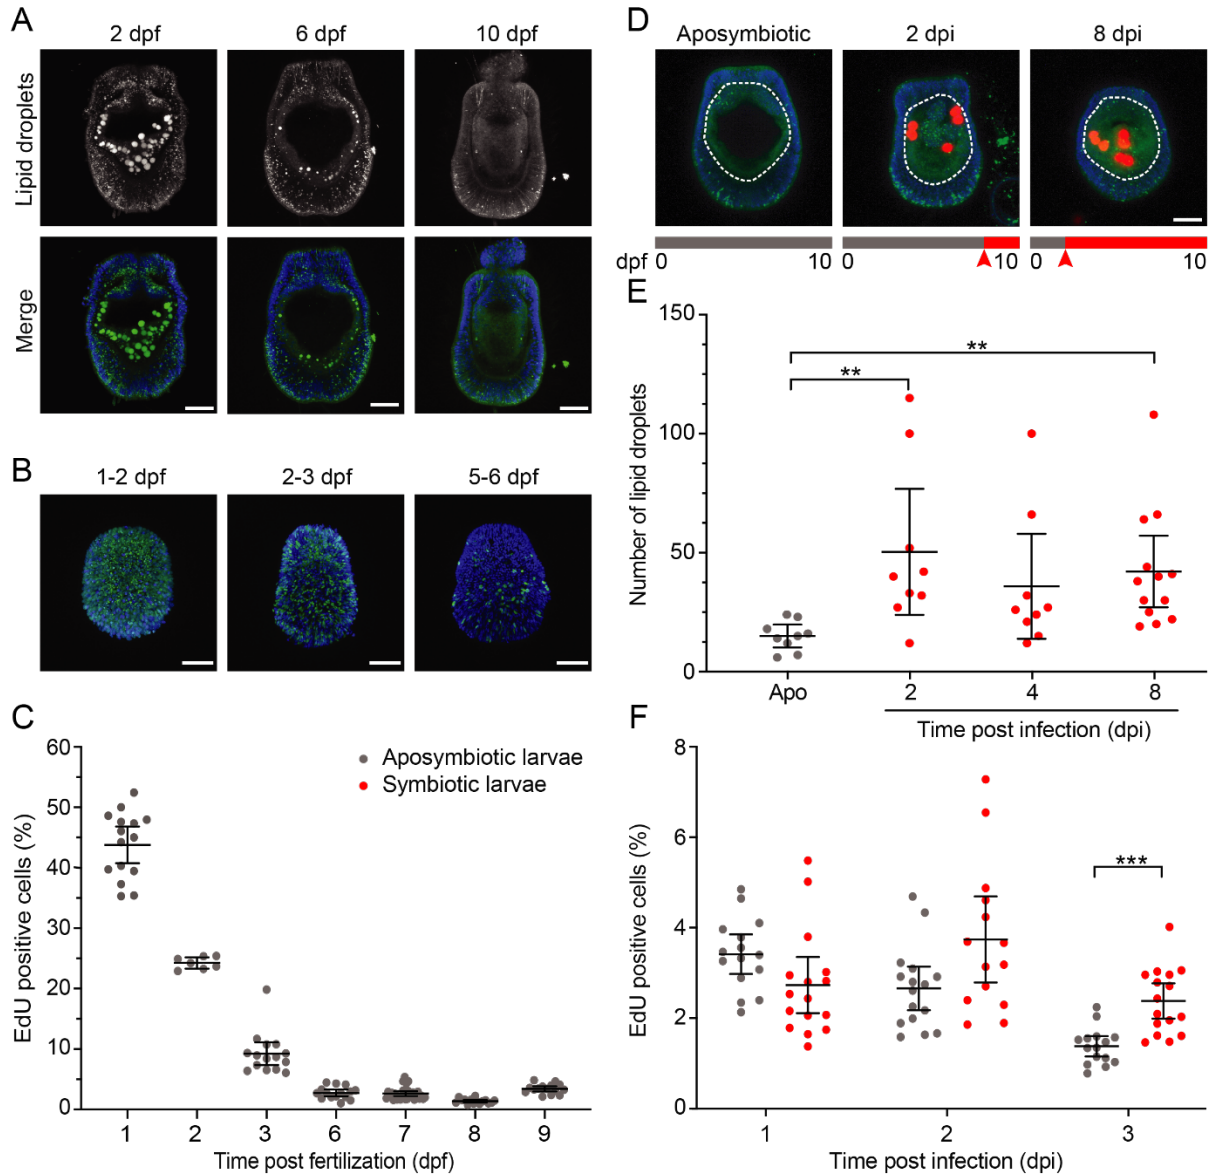 A
2 dpf 6 dpf 10 dpf
Lipid droplets
Merge
B
1-2 dpf 2-3 dpf 5-6 dpf
C
EdU positive cells (%)
60
50
40
30
20
10
0
Aposymbiotic larvae
Symbiotic larvae
1 2 3 6 7 8 9
Time post fertilization (dpf)
D
Aposymbiotic 2 dpi 8 dpi
dpf 0 10 0 10 0 10
E
Number of lipid droplets
150
100
50
0
**
**
Apo 2 4 8
Time post infection (dpi)
F
EdU positive cells (%)
8
6
4
2
0
***
1 2 3
Time post infection (dpi)